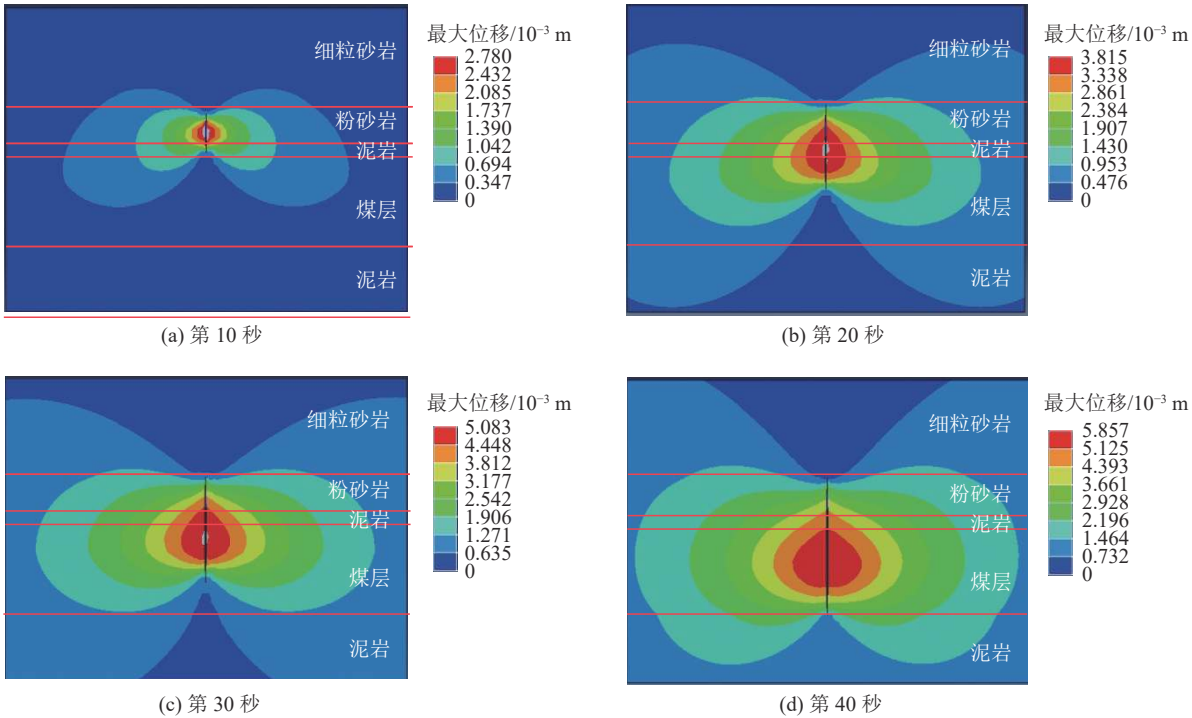 细粒砂岩
粉砂岩
泥岩
煤层
泥岩
最大位移/10⁻³ m
2.780
2.432
2.085
1.737
1.390
1.042
0.694
0.347
0
(a) 第 10 秒
细粒砂岩
粉砂岩
泥岩
煤层
泥岩
最大位移/10⁻³ m
3.815
3.338
2.861
2.384
1.907
1.430
0.953
0.476
0
(b) 第 20 秒
细粒砂岩
粉砂岩
泥岩
煤层
泥岩
最大位移/10⁻³ m
5.083
4.448
3.812
3.177
2.542
1.906
1.271
0.635
0
(c) 第 30 秒
细粒砂岩
粉砂岩
泥岩
煤层
泥岩
最大位移/10⁻³ m
5.857
5.125
4.393
3.661
2.928
2.196
1.464
0.732
0
(d) 第 40 秒